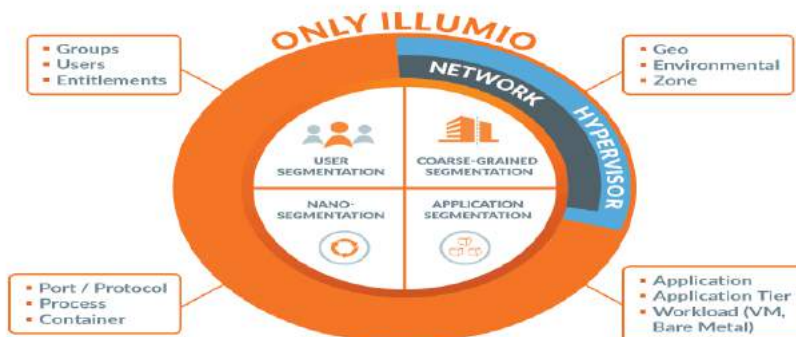 ONLY ILLUMIO
▪ Groups
▪ Users
▪ Entitlements
▪ Geo
▪ Environmental
▪ Zone
NETWORK
HYPERVISOR
USER
SEGMENTATION
COARSE-GRAINED
SEGMENTATION
NANO-
SEGMENTATION
APPLICATION
SEGMENTATION
▪ Port / Protocol
▪ Process
▪ Container
▪ Application
▪ Application Tier
▪ Workload (VM,
Bare Metal)